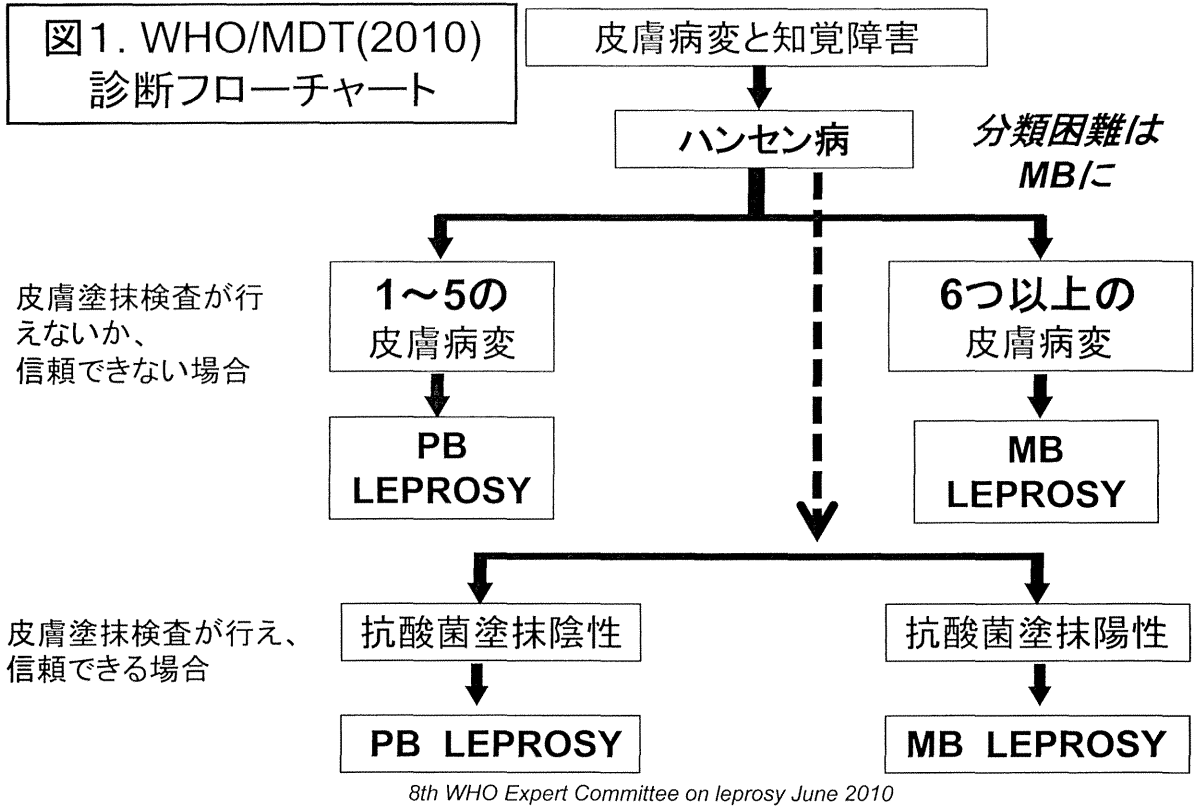 図1. WHO/MDT(2010)
診断フローチャート
皮膚病変と知覚障害
ハンセン病
分類困難は
MBに
皮膚塗抹検査が行
えないか、
信頼できない場合
1～5の
皮膚病変
6つ以上の
皮膚病変
PB
LEPROSY
MB
LEPROSY
皮膚塗抹検査が行え、
信頼できる場合
抗酸菌塗抹陰性
抗酸菌塗抹陽性
PB LEPROSY
MB LEPROSY
8th WHO Expert Committee on leprosy June 2010